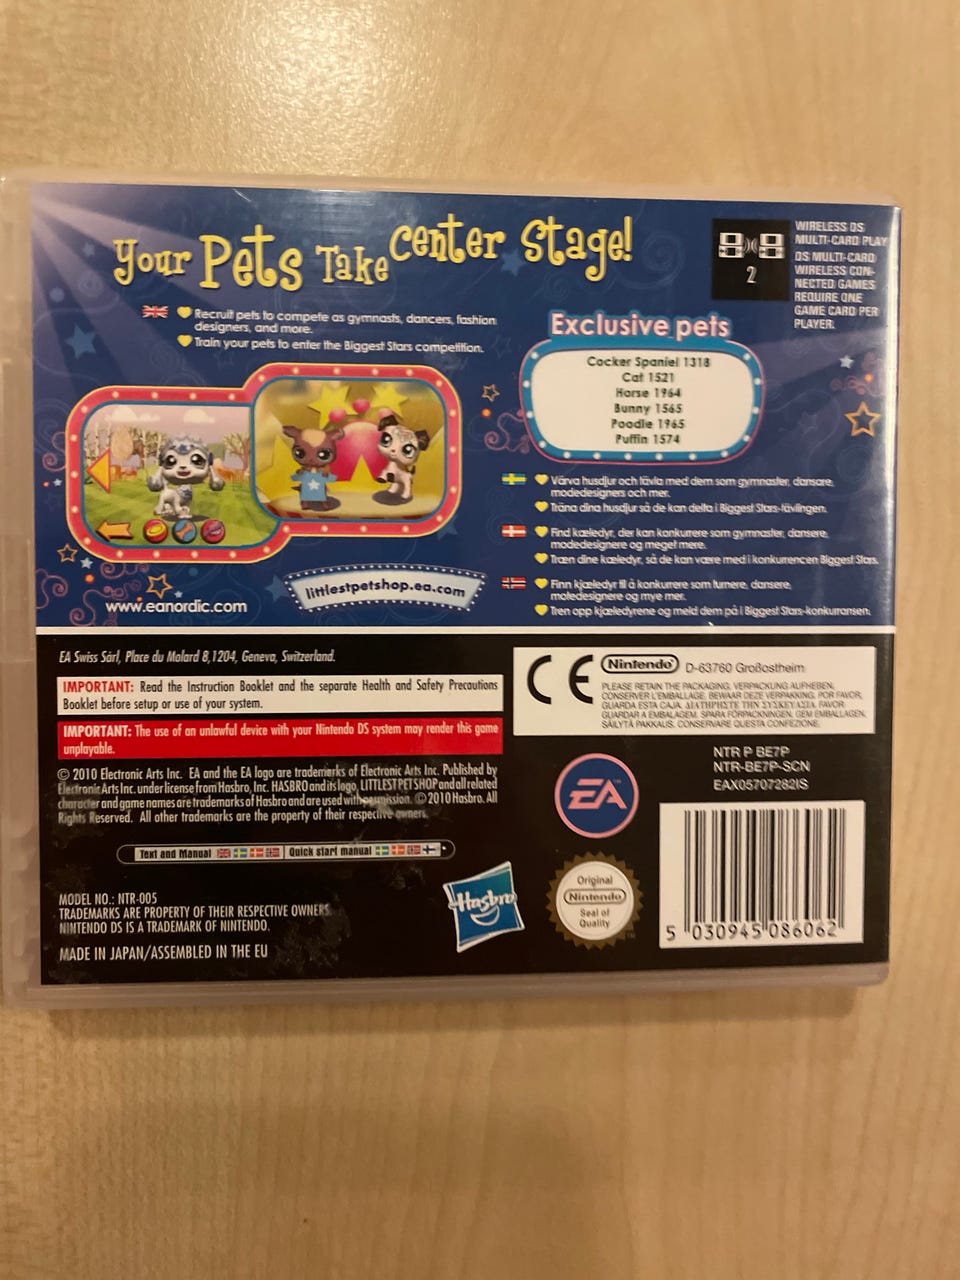 Your Pets Take center Stage!
WIRELESS DS
MULTI-CARD PLAY
DS MULTI-CARD
WIRELESS CON-
NECTED GAMES
REQUIRE ONE
GAME CARD PER
PLAYER.
2
Recruit pets to compete as gymnasts, dancers, fashion
designers, and more.
Train your pets to enter the Biggest Stars competition.
Exclusive pets
Cocker Spaniel 1318
Cat 1521
Horse 1964
Bunny 1565
Poodle 1965
Puffin 1574
Värva husdjur och tävla med dem som gymnaster, dansare,
modedesigners och mer.
Träna dina husdjur så de kan delta i Biggest Stars-tävlingen.
Find kæledyr, der kan konkurrere som gymnaster, dansere,
modedesignere og meget mere.
Træn dine kæledyr, så de kan være med i konkurrencen Biggest Stars.
Finn kjæledyr til å konkurrere som turnere, dansere,
motedesignere og mye mer.
Tren opp kjæledyrene og meld dem på i Biggest Stars-konkurransen.
www.eanordic.com
littlestpetshop.ea.com
EA Swiss Sàrl, Place du Molard 8,1204, Geneva, Switzerland.
IMPORTANT: Read the Instruction Booklet and the separate Health and Safety Precautions
Booklet before setup or use of your system.
IMPORTANT: The use of an unlawful device with your Nintendo DS system may render this game
unplayable.
© 2010 Electronic Arts Inc. EA and the EA logo are trademarks of Electronic Arts Inc. Published by
Electronic Arts Inc. under license from Hasbro, Inc. HASBRO and its logo, LITTLEST PET SHOP and all related
character and game names are trademarks of Hasbro and are used with permission. © 2010 Hasbro. All
Rights Reserved. All other trademarks are the property of their respective owners.
Text and Manual
Quick start manual
MODEL NO.: NTR-005
TRADEMARKS ARE PROPERTY OF THEIR RESPECTIVE OWNERS.
NINTENDO DS IS A TRADEMARK OF NINTENDO.
MADE IN JAPAN/ASSEMBLED IN THE EU
CE Nintendo D-63760 Großostheim
PLEASE RETAIN THE PACKAGING. VERPACKUNG AUFHEBEN.
CONSERVER L'EMBALLAGE. BEWAAR DEZE VERPAKKING. POR FAVOR,
GUARDA ESTA CAJA. ΔΙΑΤΗΡΗΣΤΕ ΤΗΝ ΣΥΣΚΕΥΑΣΙΑ. FAVOR
GUARDAR A EMBALAGEM. SPARA FÖRPACKNINGEN. GEM EMBALLAGEN.
SÄILYTÄ PAKKAUS. CONSERVARE QUESTA CONFEZIONE.
NTR P BE7P
NTR-BE7P-SCN
EAX05707282IS
EA
Hasbro
Original
Nintendo
Seal of
Quality
5 030945 086062